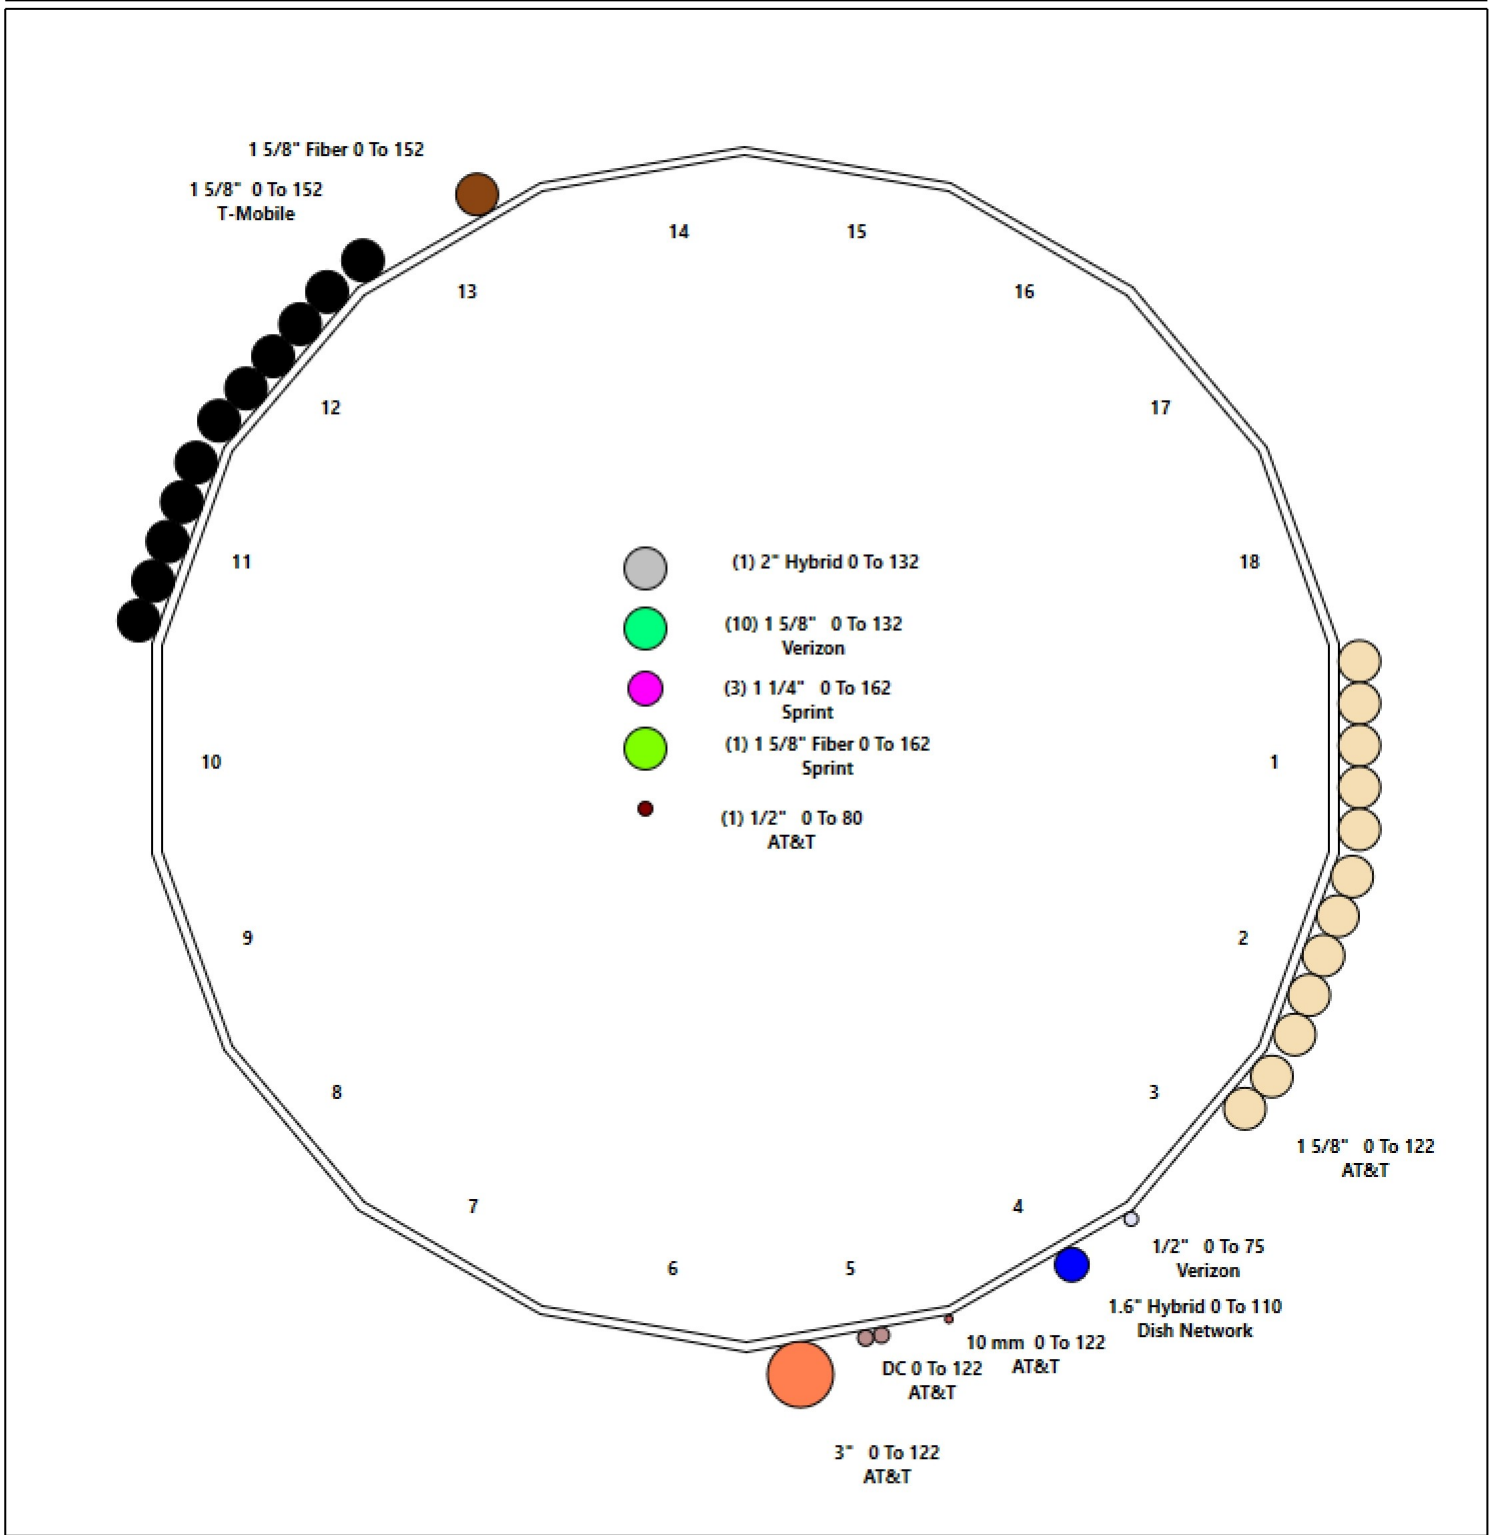 1 5/8" Fiber 0 To 152
1 5/8"  0 To 152
T-Mobile
14
15
13
16
12
17
11
18
(1) 2" Hybrid 0 To 132
(10) 1 5/8"   0 To 132
Verizon
(3) 1 1/4"   0 To 162
Sprint
(1) 1 5/8" Fiber 0 To 162
Sprint
(1) 1/2"   0 To 80
AT&T
10
1
9
2
8
3
1 5/8"   0 To 122
AT&T
7
4
6
5
1/2"   0 To 75
Verizon
1.6" Hybrid 0 To 110
Dish Network
10 mm  0 To 122
AT&T
DC 0 To 122
AT&T
3"   0 To 122
AT&T